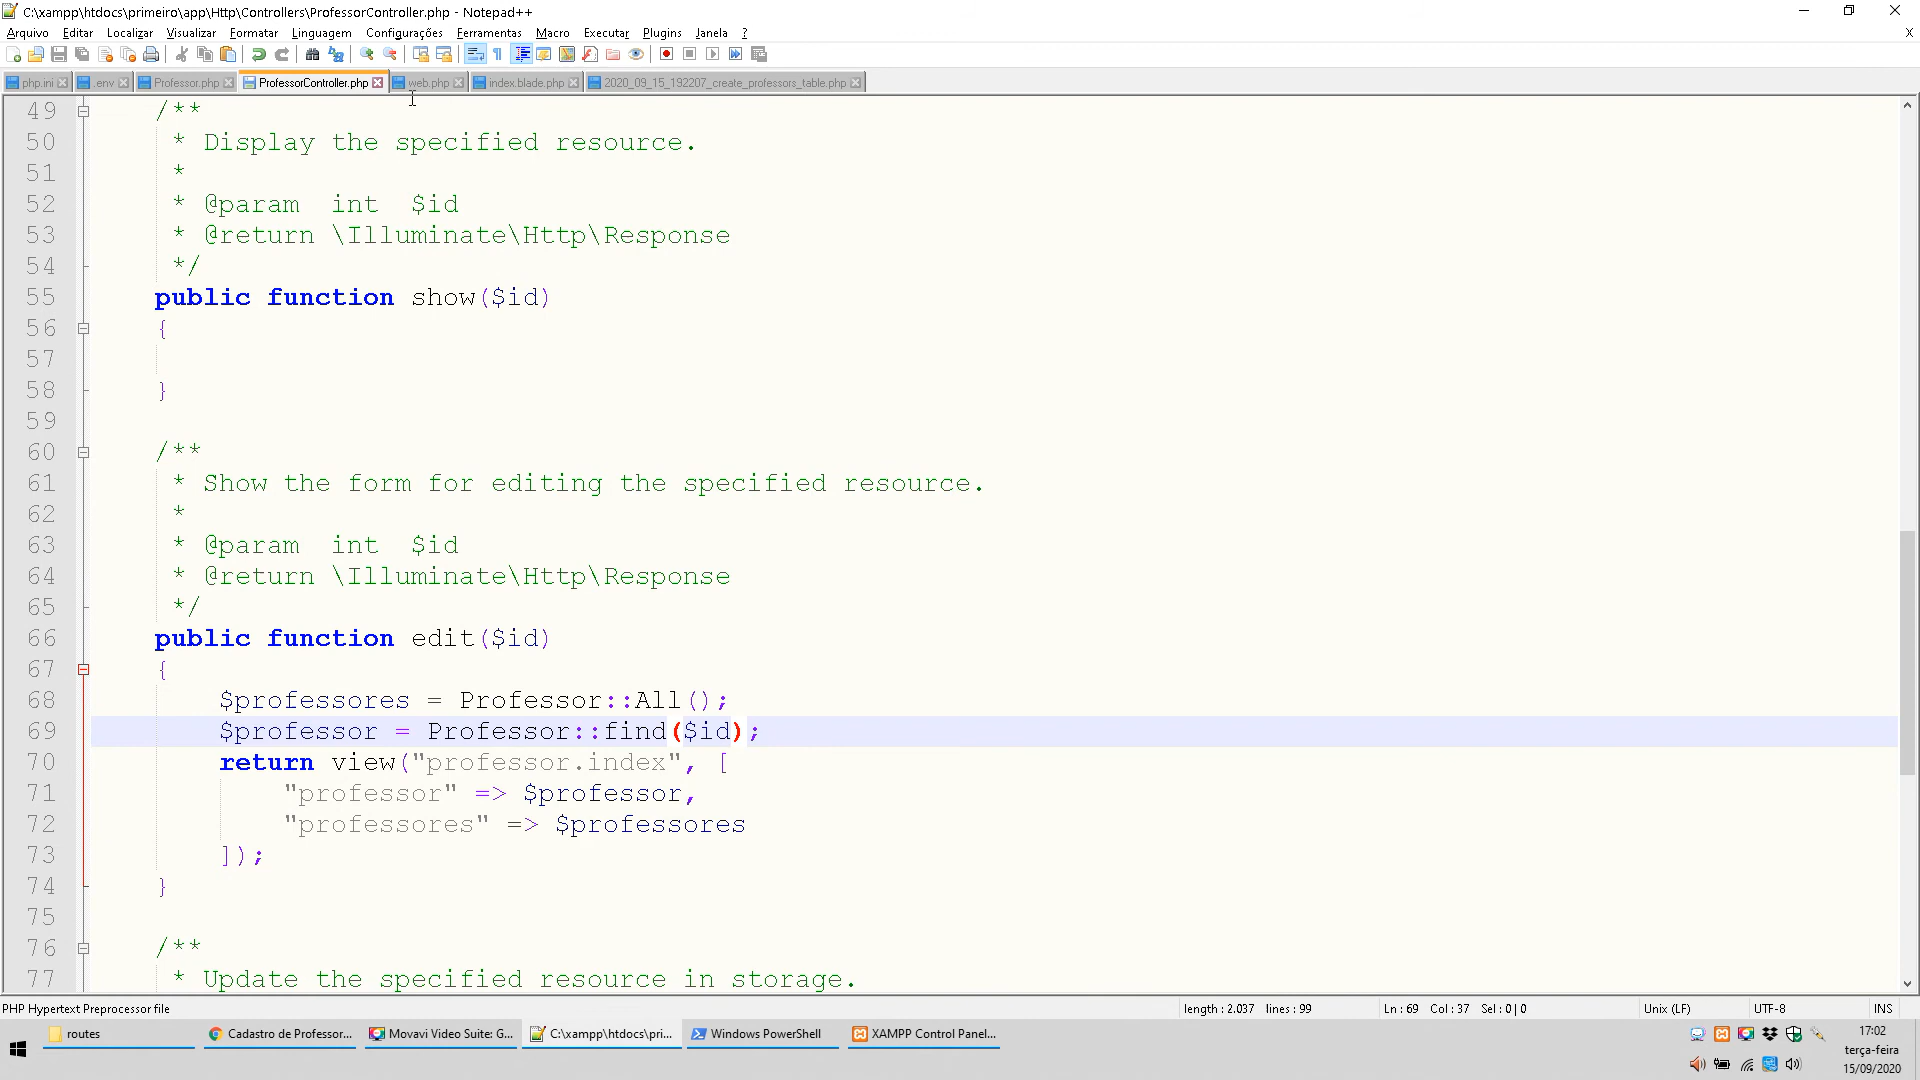 C:\xampp\htdocs\primeiro\app\Http\Controllers\ProfessorController.php - Notepad++
Arquivo Editar Localizar Visualizar Formatar Linguagem Configurações Ferramentas Macro Executar Plugins Janela ? X
php.ini .env Professor.php ProfessorController.php web.php index.blade.php 2020_09_15_192207_create_professors_table.php
49 /**
50 * Display the specified resource.
51 *
52 * @param int $id
53 * @return \Illuminate\Http\Response
54 */
55 public function show($id)
56 {
57
58 }
59
60 /**
61 * Show the form for editing the specified resource.
62 *
63 * @param int $id
64 * @return \Illuminate\Http\Response
65 */
66 public function edit($id)
67 {
68 $professores = Professor::All();
69 $professor = Professor::find($id);
70 return view("professor.index", [
71 "professor" => $professor,
72 "professores" => $professores
73 ]);
74 }
75
76 /**
77 * Update the specified resource in storage.
PHP Hypertext Preprocessor file length : 2.037 lines : 99 Ln : 69 Col : 37 Sel : 0 | 0 Unix (LF) UTF-8 INS
routes Cadastro de Professor... Movavi Video Suite: G... C:\xampp\htdocs\pri... Windows PowerShell XAMPP Control Panel...
17:02
terça-feira
15/09/2020